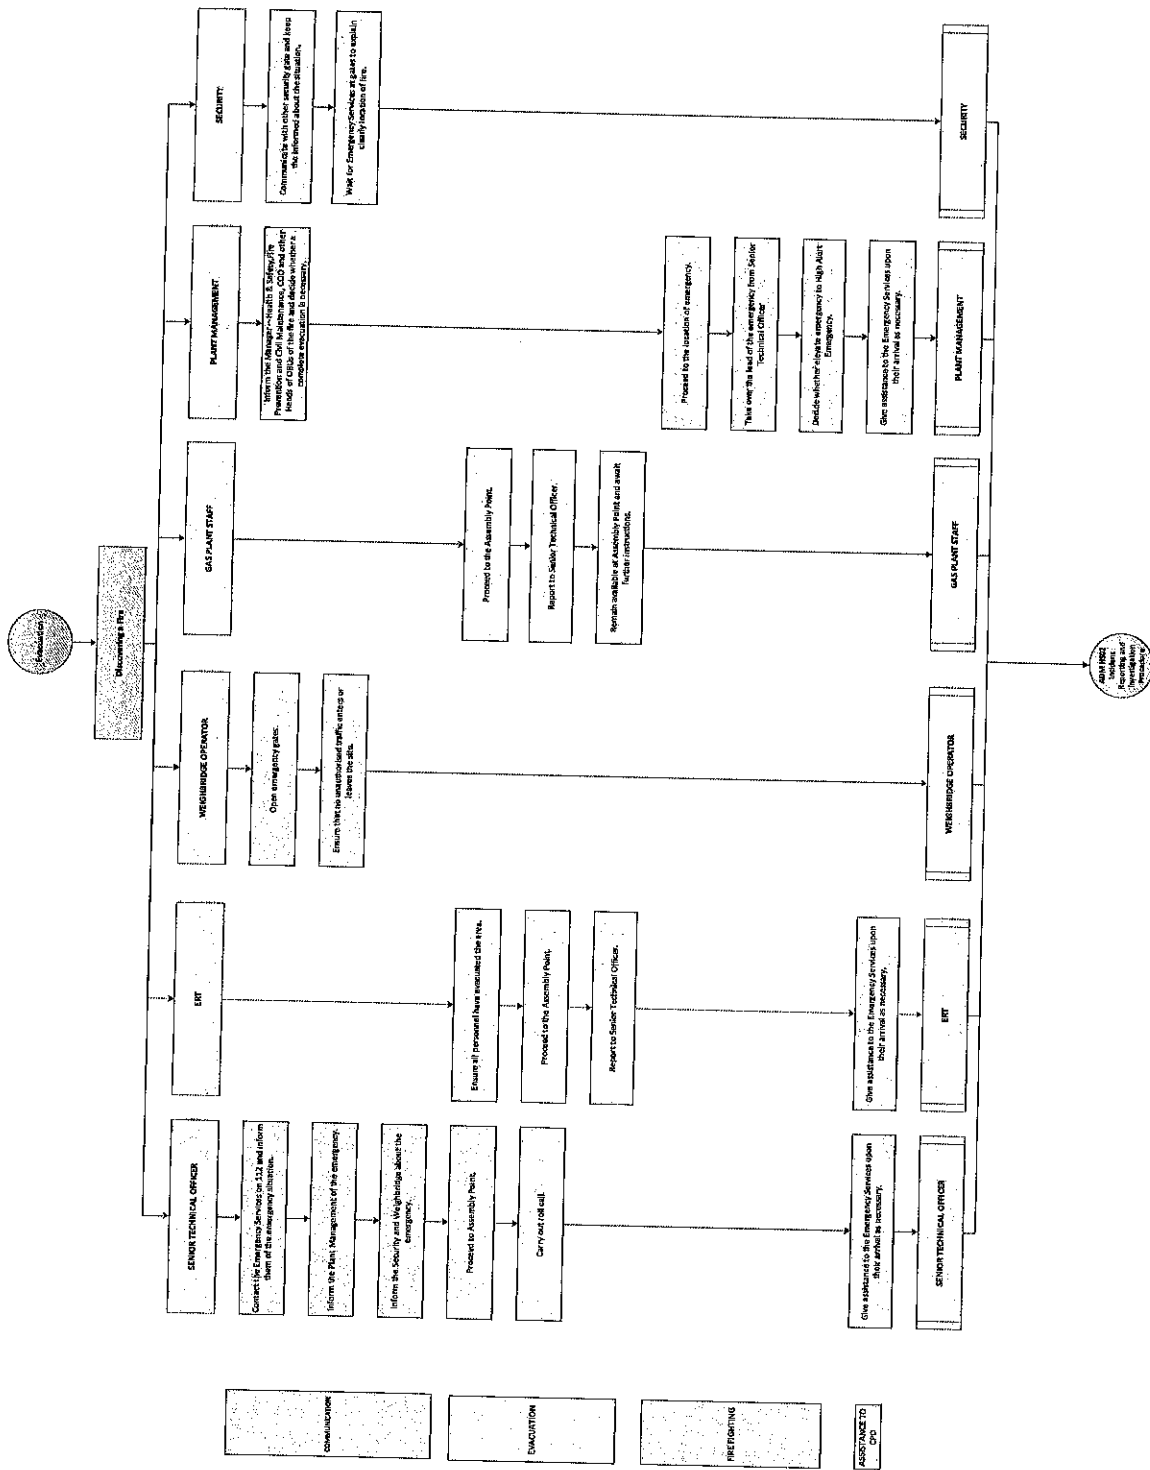 Evacuation
Discovering a Fire
SENIOR TECHNICAL OFFICER
Contact the Emergency Services on 112 and inform
them of the emergency situation.
Inform the Plant Management of the emergency.
Inform the Security and Weighbridge about the
emergency.
Proceed to Assembly Point.
Carry out roll call.
Give assistance to the Emergency Services upon
their arrival as necessary.
SENIOR TECHNICAL OFFICER
ERT
Ensure all personnel have evacuated the area.
Proceed to the Assembly Point.
Report to Senior Technical Officer.
Give assistance to the Emergency Services upon
their arrival as necessary.
ERT
WEIGHBRIDGE OPERATOR
Open emergency gates.
Ensure that no unauthorised traffic enters or
leaves the site.
WEIGHBRIDGE OPERATOR
GAS PLANT STAFF
Proceed to the Assembly Point.
Report to Senior Technical Officer.
Remain available at Assembly Point and await
further instructions.
GAS PLANT STAFF
PLANT MANAGEMENT
Inform the Manager – Health & Safety, Fire
Prevention and Civil Maintenance, COO and other
Heads of OBUs of the fire and decide whether a
complete evacuation is necessary.
Proceed to the location of emergency.
Take over the lead of the emergency from Senior
Technical Officer
Decide whether elevate emergency to High Alert
Emergency.
Give assistance to the Emergency Services upon
their arrival as necessary.
PLANT MANAGEMENT
SECURITY
Communicate with other security gate and keep
the informed about the situation.
Wait for Emergency Services at gates to explain
clearly location of fire.
SECURITY
ADM HS02
Incident
Reporting and
Investigation
Procedure
COMMUNICATION
EVACUATION
FIRE FIGHTING
ASSISTANCE TO
CPD